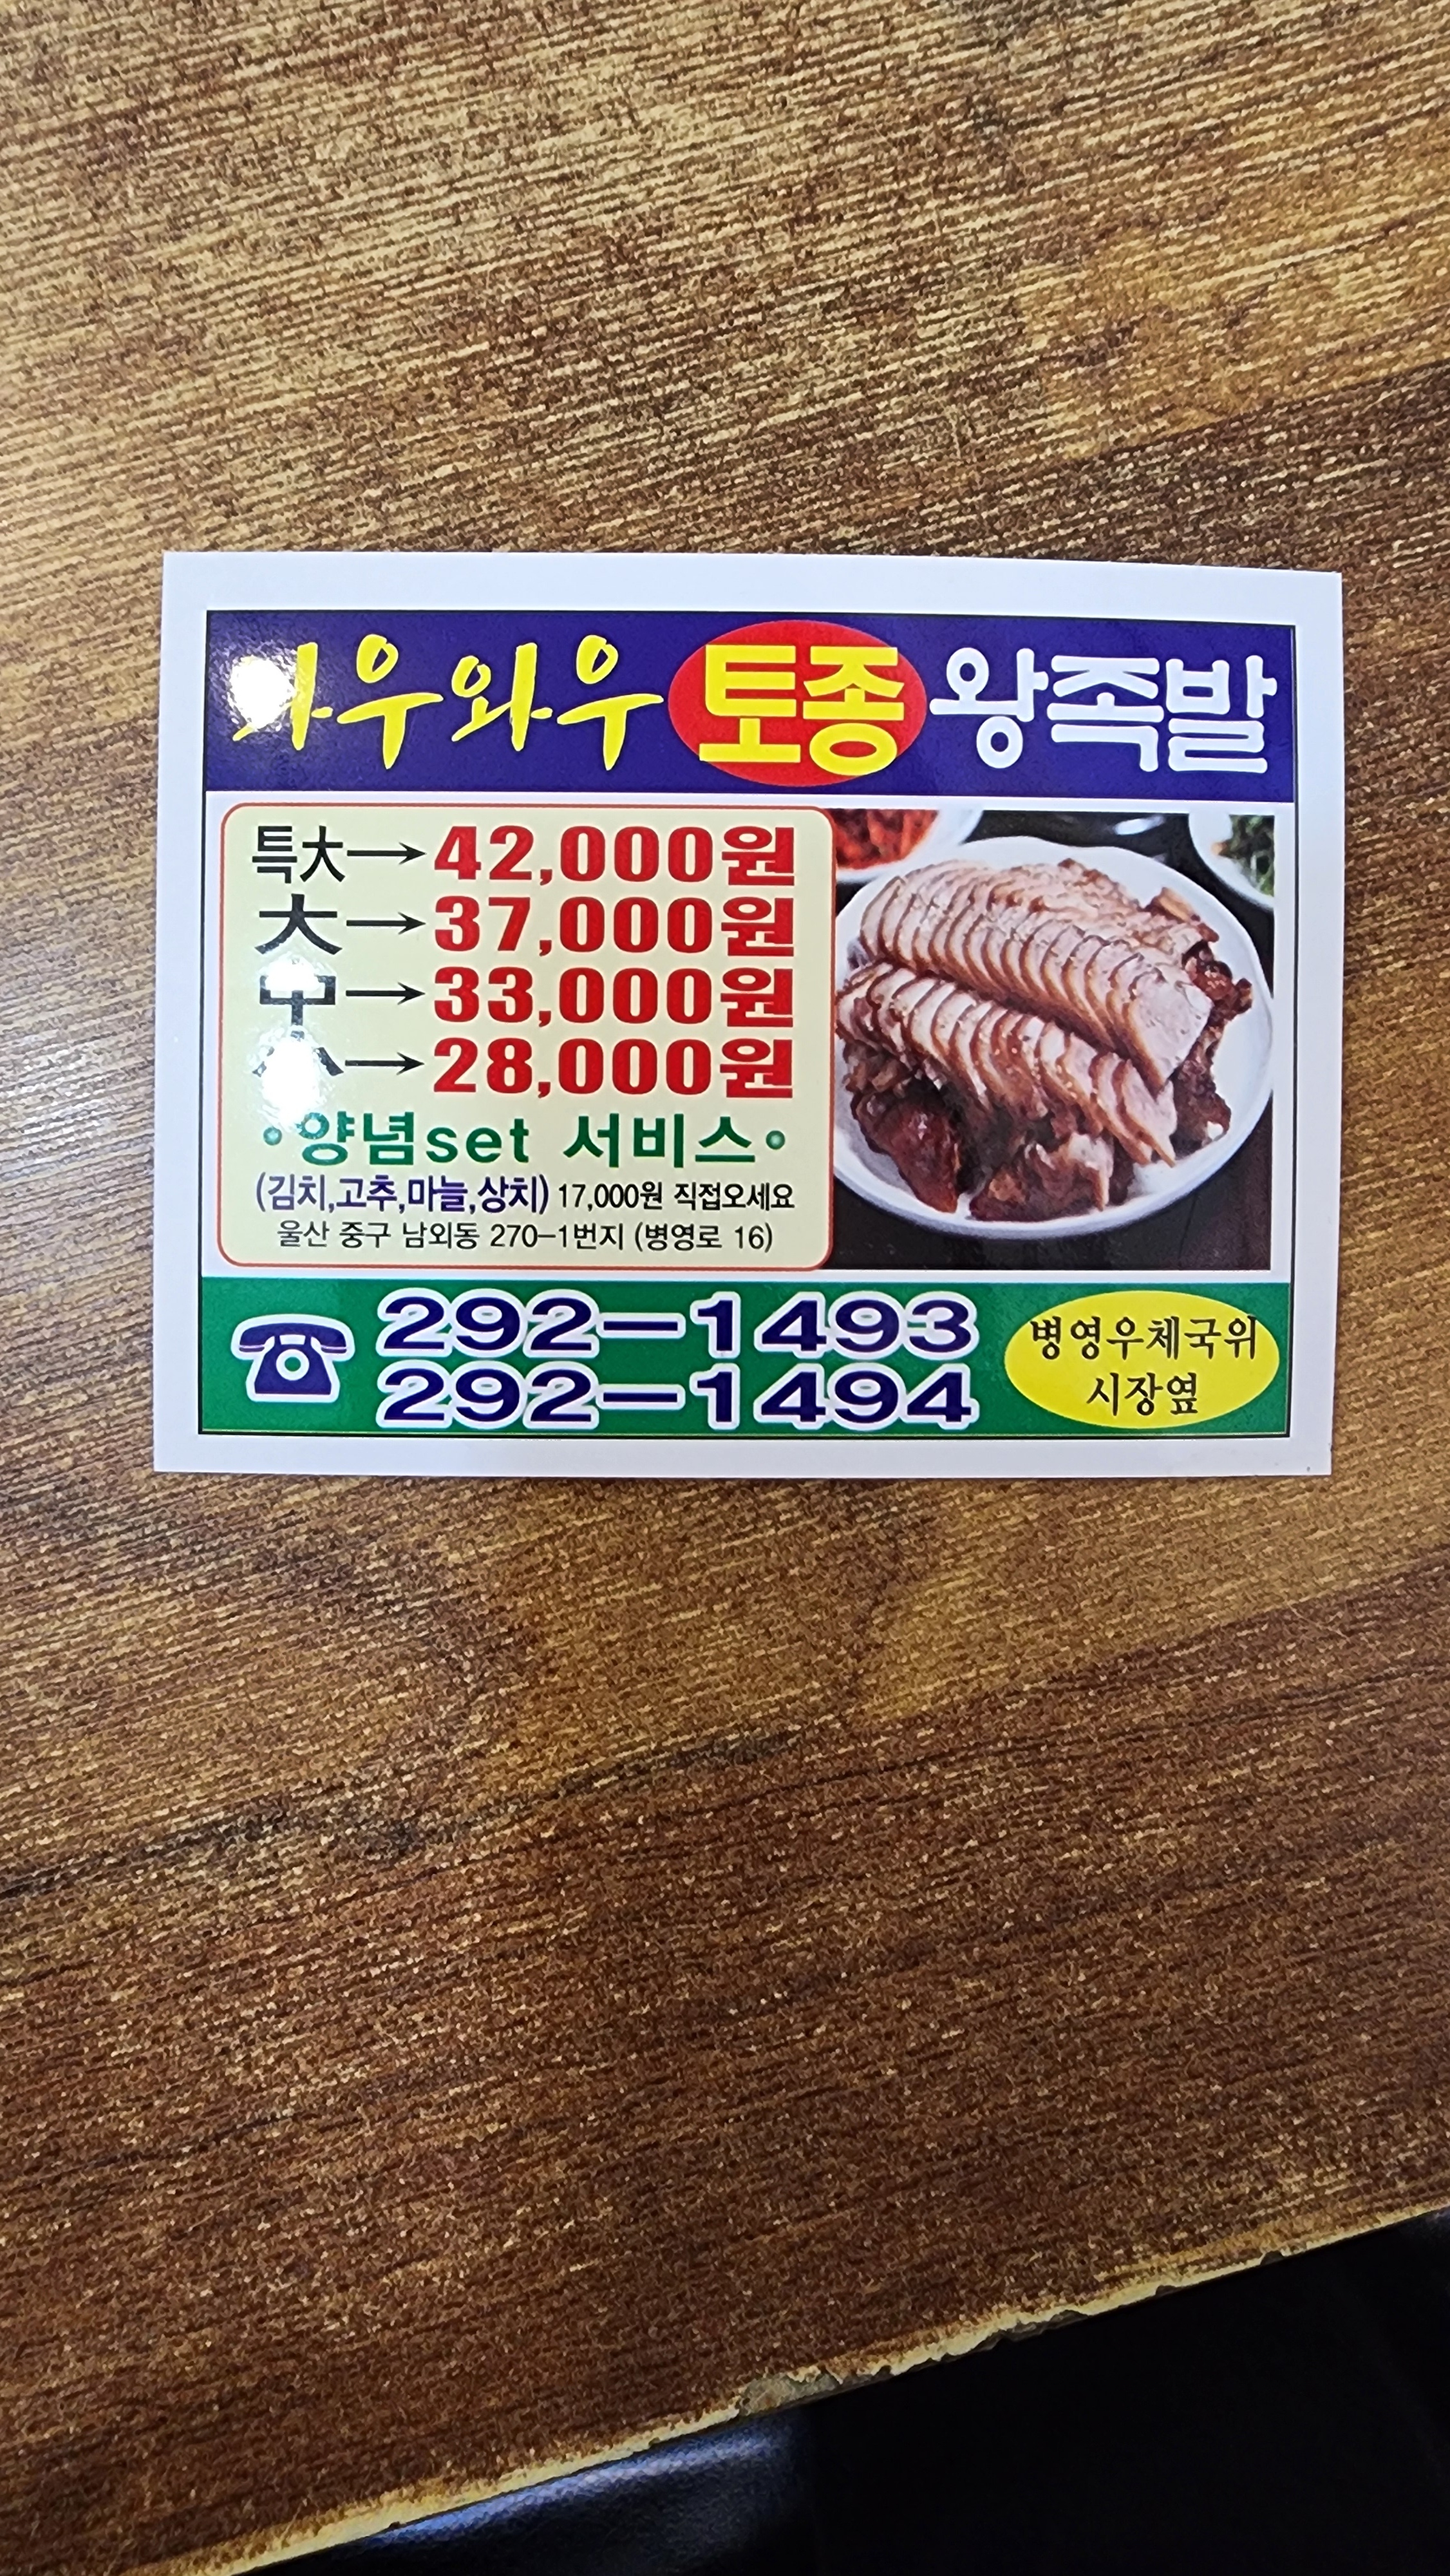 와우와우 토종 왕족발
특大→42,000원
大→37,000원
中→33,000원
小→28,000원
•양념set 서비스•
(김치,고추,마늘,상치) 17,000원 직접오세요
울산 중구 남외동 270-1번지 (병영로 16)
☎ 292-1493
292-1494
병영우체국위
시장옆